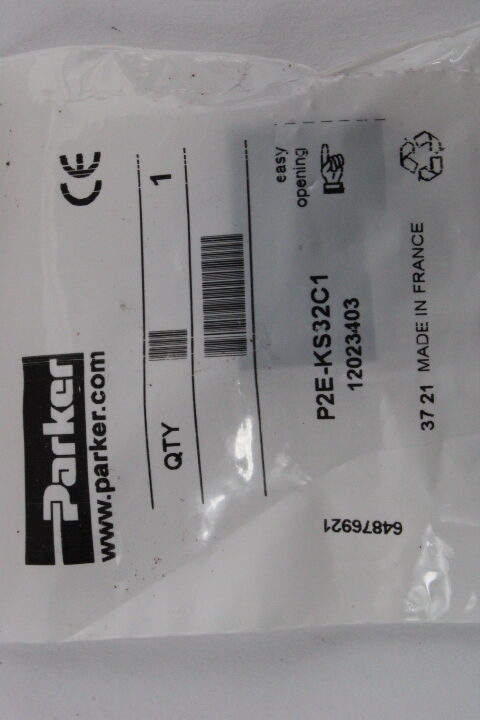 Parker
www.parker.com
CE
QTY 1
easy
opening
P2E-KS32C1
12023403
37 21 MADE IN FRANCE
64876921